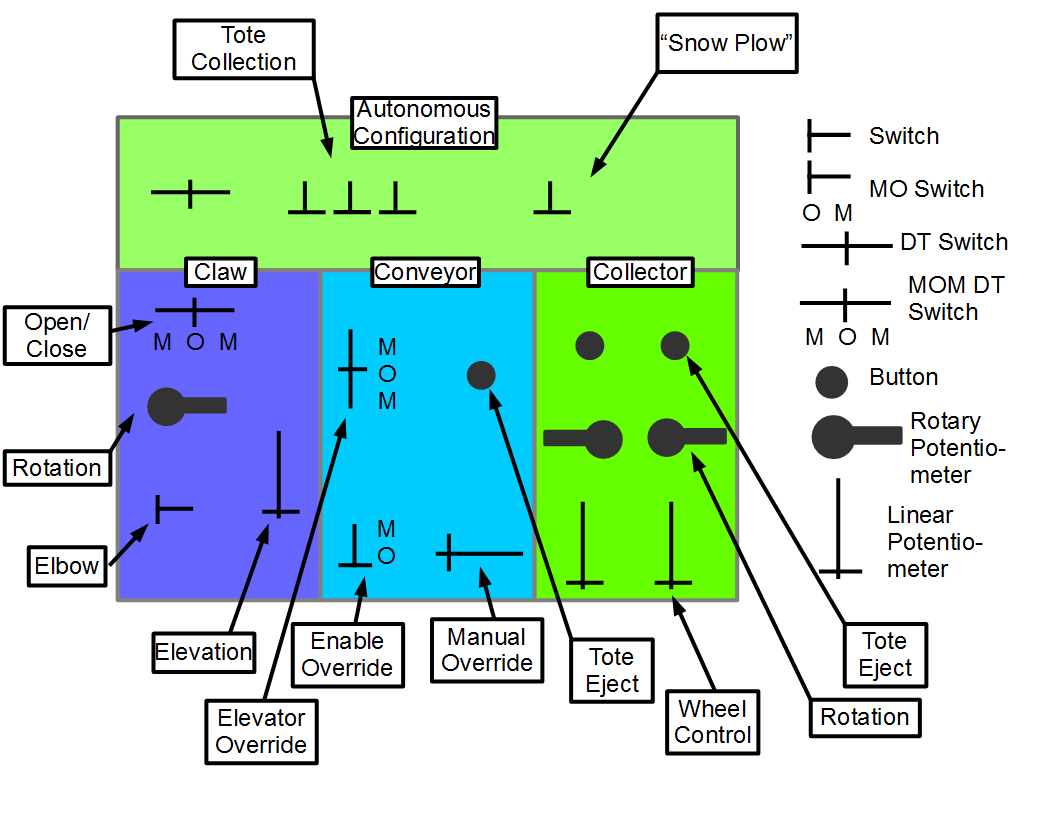 Tote
Collection
“Snow Plow”
Autonomous
Configuration
Switch
MO Switch
O M
DT Switch
MOM DT
Switch
M O M
Button
Rotary
Potentio-
meter
Linear
Potentio-
meter
Claw
Conveyor
Collector
Open/
Close
M O M
M
O
M
Rotation
Elbow
M
O
Elevation
Enable
Override
Manual
Override
Tote
Eject
Tote
Eject
Elevator
Override
Wheel
Control
Rotation